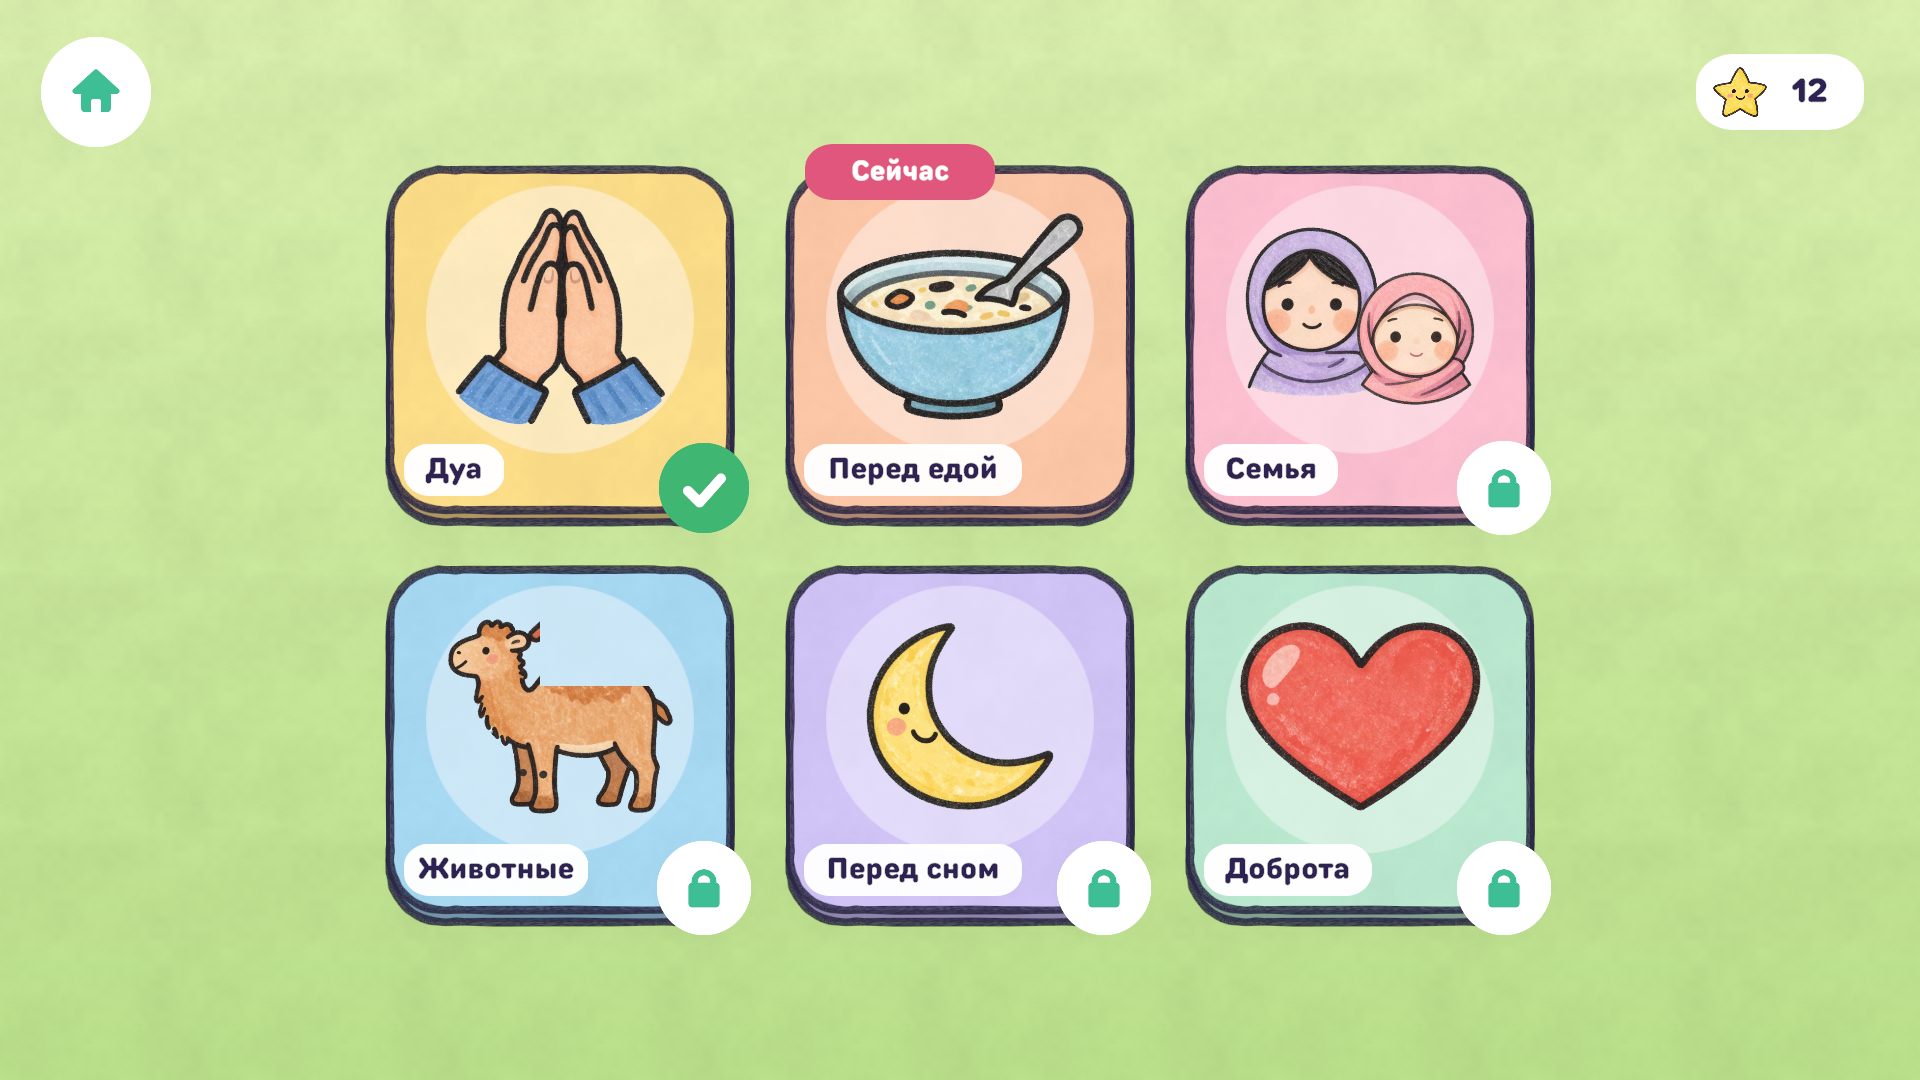 12
Сейчас
Дуа
Перед едой
Семья
Животные
Перед сном
Доброта